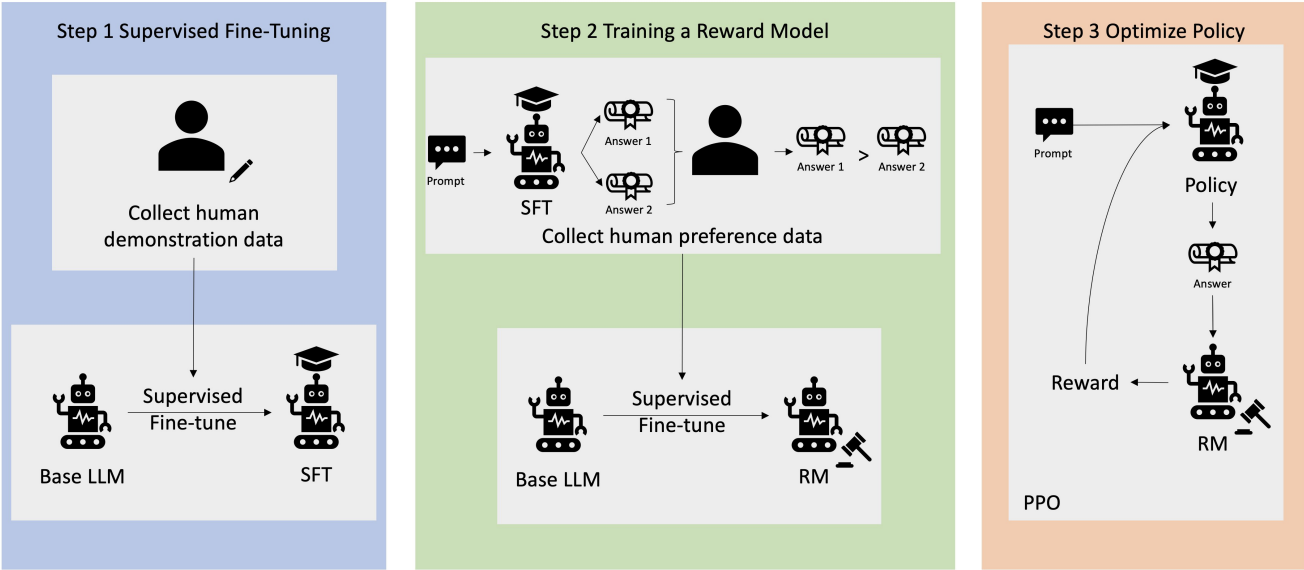 Step 1 Supervised Fine-Tuning
Collect human
demonstration data
Base LLM
Supervised
Fine-tune
SFT
Step 2 Training a Reward Model
Prompt
SFT
Answer 1
Answer 2
Answer 1
>
Answer 2
Collect human preference data
Base LLM
Supervised
Fine-tune
RM
Step 3 Optimize Policy
Prompt
Policy
Answer
Reward
RM
PPO